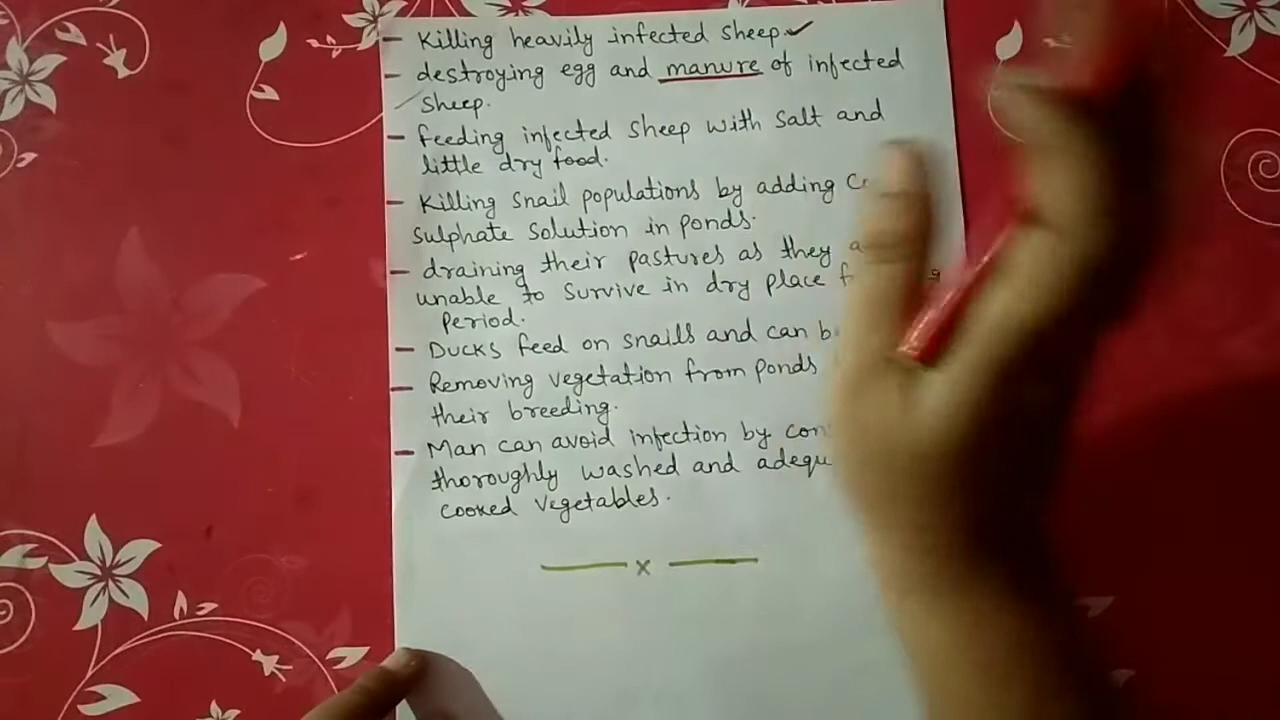 - Killing heavily infected sheep.
- destroying egg and manure of infected
sheep.
- feeding infected sheep with salt and
little dry food.
- Killing snail populations by adding
sulphate solution in ponds.
- draining their pastures as they
unable to survive in dry place
period.
- Ducks feed on snails and can
- Removing vegetation from ponds
their breeding.
- Man can avoid infection by
thoroughly washed and
cooked vegetables.
x